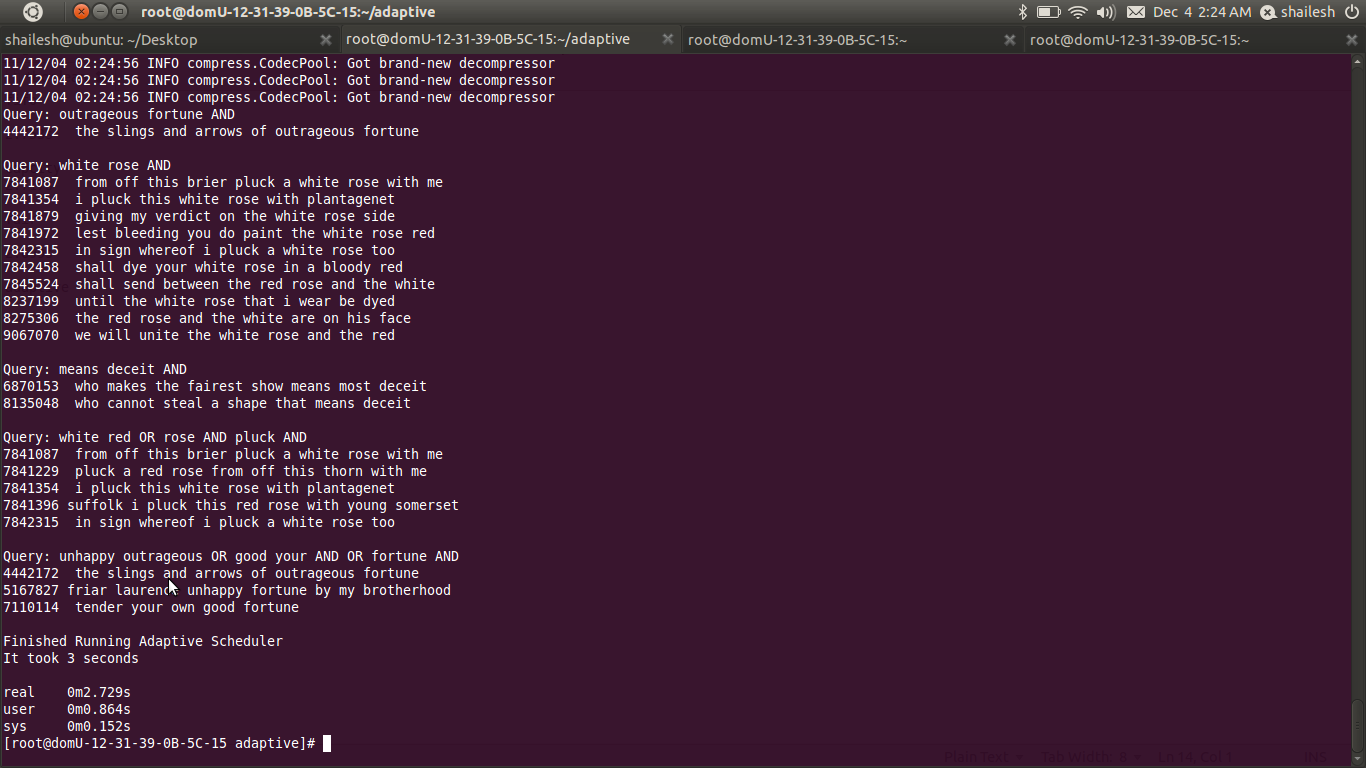 root@domU-12-31-39-0B-5C-15:~/adaptive
Dec 4 2:24 AM shailesh
shailesh@ubuntu: ~/Desktop
root@domU-12-31-39-0B-5C-15:~/adaptive
root@domU-12-31-39-0B-5C-15:~
root@domU-12-31-39-0B-5C-15:~
11/12/04 02:24:56 INFO compress.CodecPool: Got brand-new decompressor
11/12/04 02:24:56 INFO compress.CodecPool: Got brand-new decompressor
11/12/04 02:24:56 INFO compress.CodecPool: Got brand-new decompressor
Query: outrageous fortune AND
4442172  the slings and arrows of outrageous fortune
Query: white rose AND
7841087  from off this brier pluck a white rose with me
7841354  i pluck this white rose with plantagenet
7841879  giving my verdict on the white rose side
7841972  lest bleeding you do paint the white rose red
7842315  in sign whereof i pluck a white rose too
7842458  shall dye your white rose in a bloody red
7845524  shall send between the red rose and the white
8237199  until the white rose that i wear be dyed
8275306  the red rose and the white are on his face
9067070  we will unite the white rose and the red
Query: means deceit AND
6870153  who makes the fairest show means most deceit
8135048  who cannot steal a shape that means deceit
Query: white red OR rose AND pluck AND
7841087  from off this brier pluck a white rose with me
7841229  pluck a red rose from off this thorn with me
7841354  i pluck this white rose with plantagenet
7841396 suffolk i pluck this red rose with young somerset
7842315  in sign whereof i pluck a white rose too
Query: unhappy outrageous OR good your AND OR fortune AND
4442172  the slings and arrows of outrageous fortune
5167827 friar laurence unhappy fortune by my brotherhood
7110114  tender your own good fortune
Finished Running Adaptive Scheduler
It took 3 seconds
real 0m2.729s
user 0m0.864s
sys 0m0.152s
[root@domU-12-31-39-0B-5C-15 adaptive]#
Plain Text Tab Width: 8 Ln 14, Col 1 INS